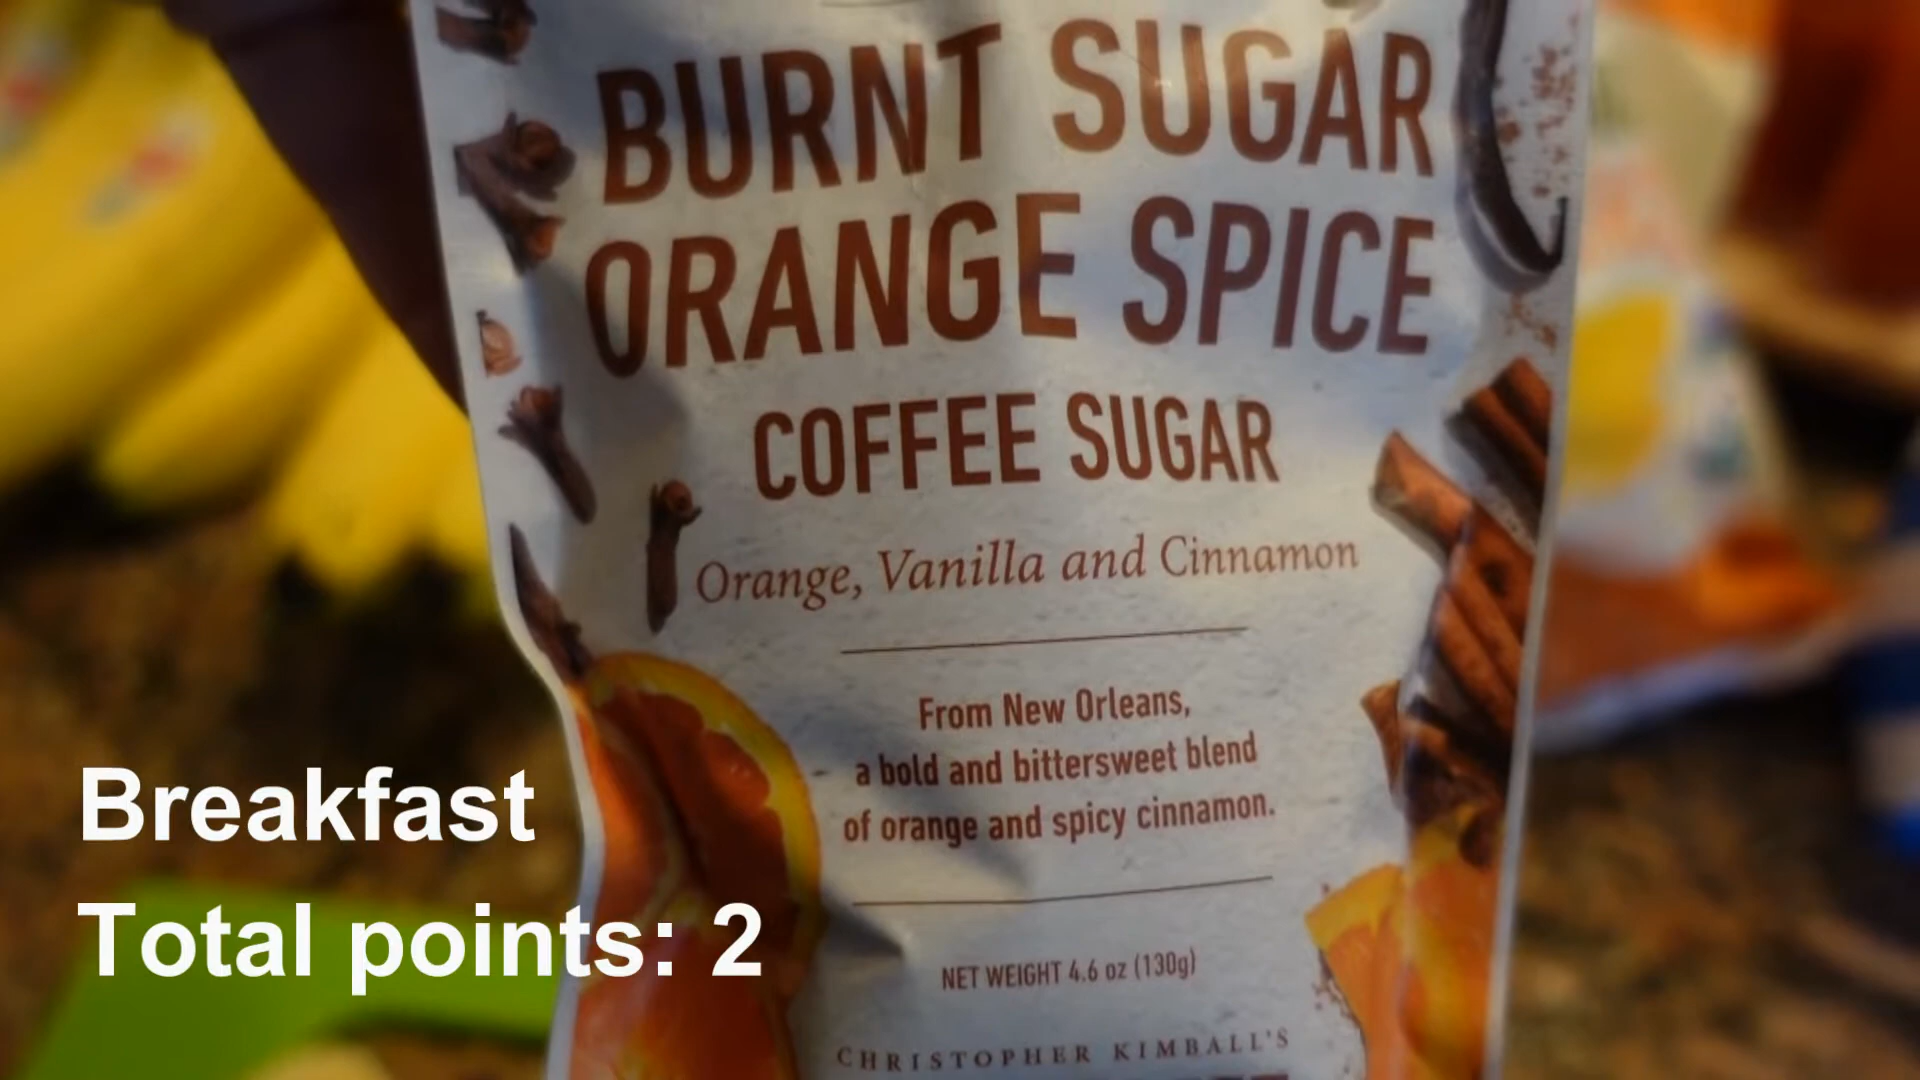 BURNT SUGAR
ORANGE SPICE
COFFEE SUGAR
Orange, Vanilla and Cinnamon
From New Orleans,
a bold and bittersweet blend
of orange and spicy cinnamon.
NET WEIGHT 4.6 oz (130g)
CHRISTOPHER KIMBALL'S
Breakfast
Total points: 2